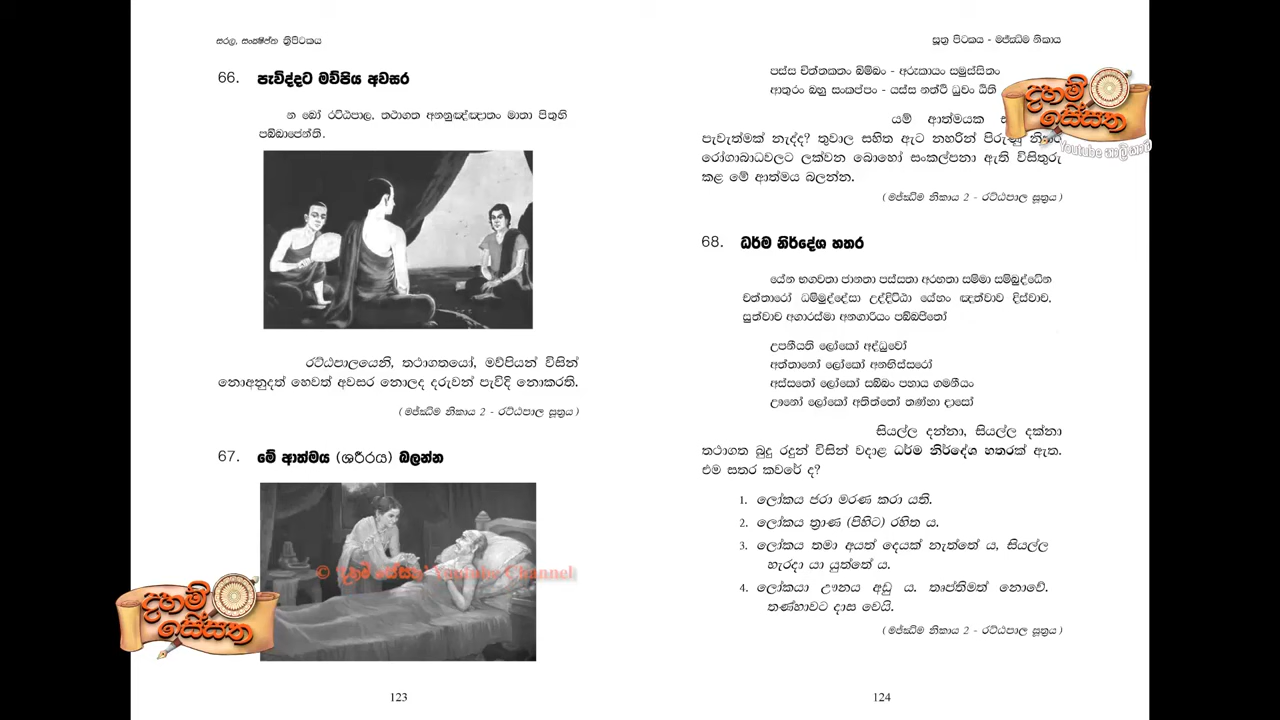 සරල, සංක්‍ෂිප්ත ත්‍රිපිටකය
66. පැවිද්දට මව්පිය අවසර
න ඛෝ රට්ඨපාල, තථාගත අනනුඤ්ඤාතං මාතා පිතුහි
පබ්බාජෙන්ති.
රට්ඨපාලයෙනි, තථාගතයෝ, මව්පියන් විසින්
නොඅනුදත් හෙවත් අවසර නොලද දරුවන් පැවිදි නොකරති.
(මජ්ඣිම නිකාය 2 - රට්ඨපාල සූත්‍රය)
67. මේ ආත්මය (ශරීරය) බලන්න
© 'දහම් සේසත' Youtube Channel
දහම්
සේසත
123
සූත්‍ර පිටකය - මජ්ඣිම නිකාය
පස්ස චිත්තකතං බිම්බං - අරුකායං සමුස්සිතං
ආතුරං බහු සංකප්පං - යස්ස නත්ථි ධුවං ඨිති
දහම්
සේසත
Youtube නාලිකාව
යම් ආත්මයක
පැවැත්මක් නැද්ද? තුවාල සහිත ඇට නහරින් පිරුණු
රෝගාබාධවලට ලක්වන බොහෝ සංකල්පනා ඇති විසිතුරු
කළ මේ ආත්මය බලන්න.
(මජ්ඣිම නිකාය 2 - රට්ඨපාල සූත්‍රය)
68. ධර්ම නිර්දේශ හතර
යේන භගවතා ජානතා පස්සතා අරහතා සම්මා සම්බුද්ධෙන
චත්තාරෝ ධම්මුද්දේසා උද්දිට්ඨා යේහං ඤත්වාච දිස්වාච,
සුත්වාච අගාරස්මා අනගාරියං පබ්බජිතෝ
උපනීයති ලෝකෝ අද්ධුවෝ
අත්තානෝ ලෝකෝ අනභිස්සරෝ
අස්සකෝ ලෝකෝ සබ්බං පහාය ගමනීයං
ඌනෝ ලෝකෝ අතිත්තෝ තණ්හා දාසෝ
සියල්ල දන්නා, සියල්ල දක්නා
තථාගත බුදු රදුන් විසින් වදාළ ධර්ම නිර්දේශ හතරක් ඇත.
එම සතර කවරේ ද?
1. ලෝකය ජරා මරණ කරා යති.
2. ලෝකය ත්‍රාණ (පිහිට) රහිත ය.
3. ලෝකය තමා අයත් දෙයක් නැත්තේ ය, සියල්ල
හැරදා යා යුත්තේ ය.
4. ලෝකයා ඌනය අඩු ය. තෘප්තිමත් නොවේ.
තණ්හාවට දාස වෙයි.
(මජ්ඣිම නිකාය 2 - රට්ඨපාල සූත්‍රය)
124